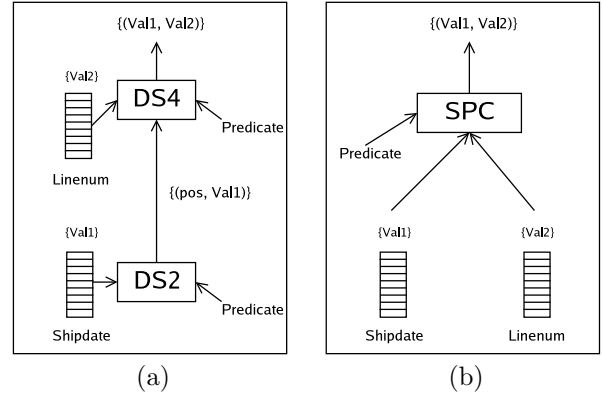 {(Val1, Val2)}
{Val2}
DS4
Predicate
Linenum
{(pos, Val1)}
{Val1}
DS2
Predicate
Shipdate
(a)
{(Val1, Val2)}
SPC
Predicate
{Val1}
{Val2}
Shipdate
Linenum
(b)